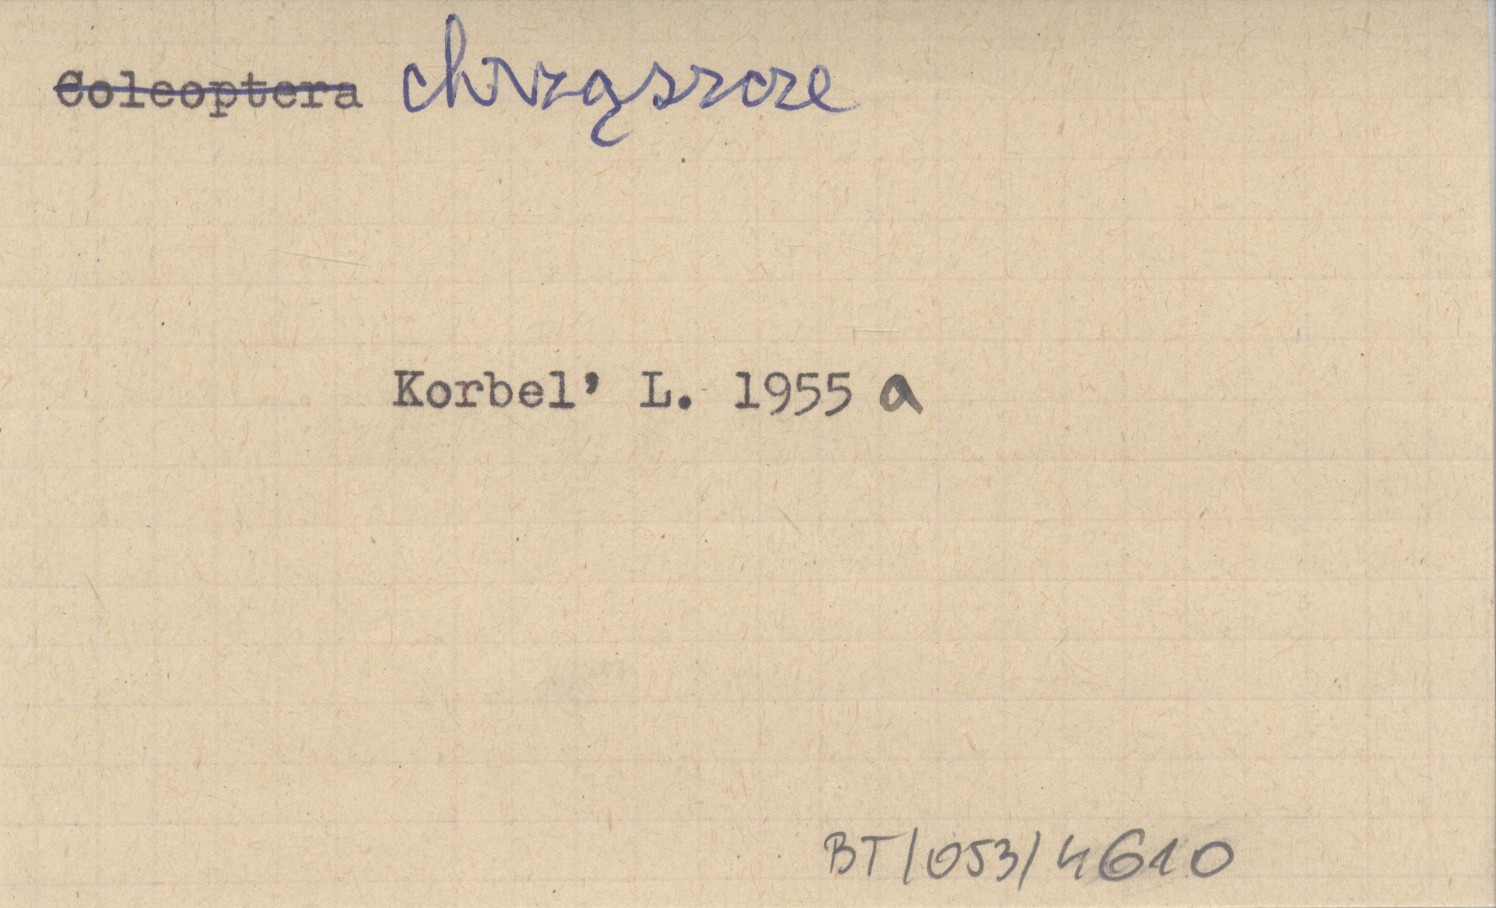 Coleoptera chrząszcze
Korbel' L. 1955 a
BT/053/4610